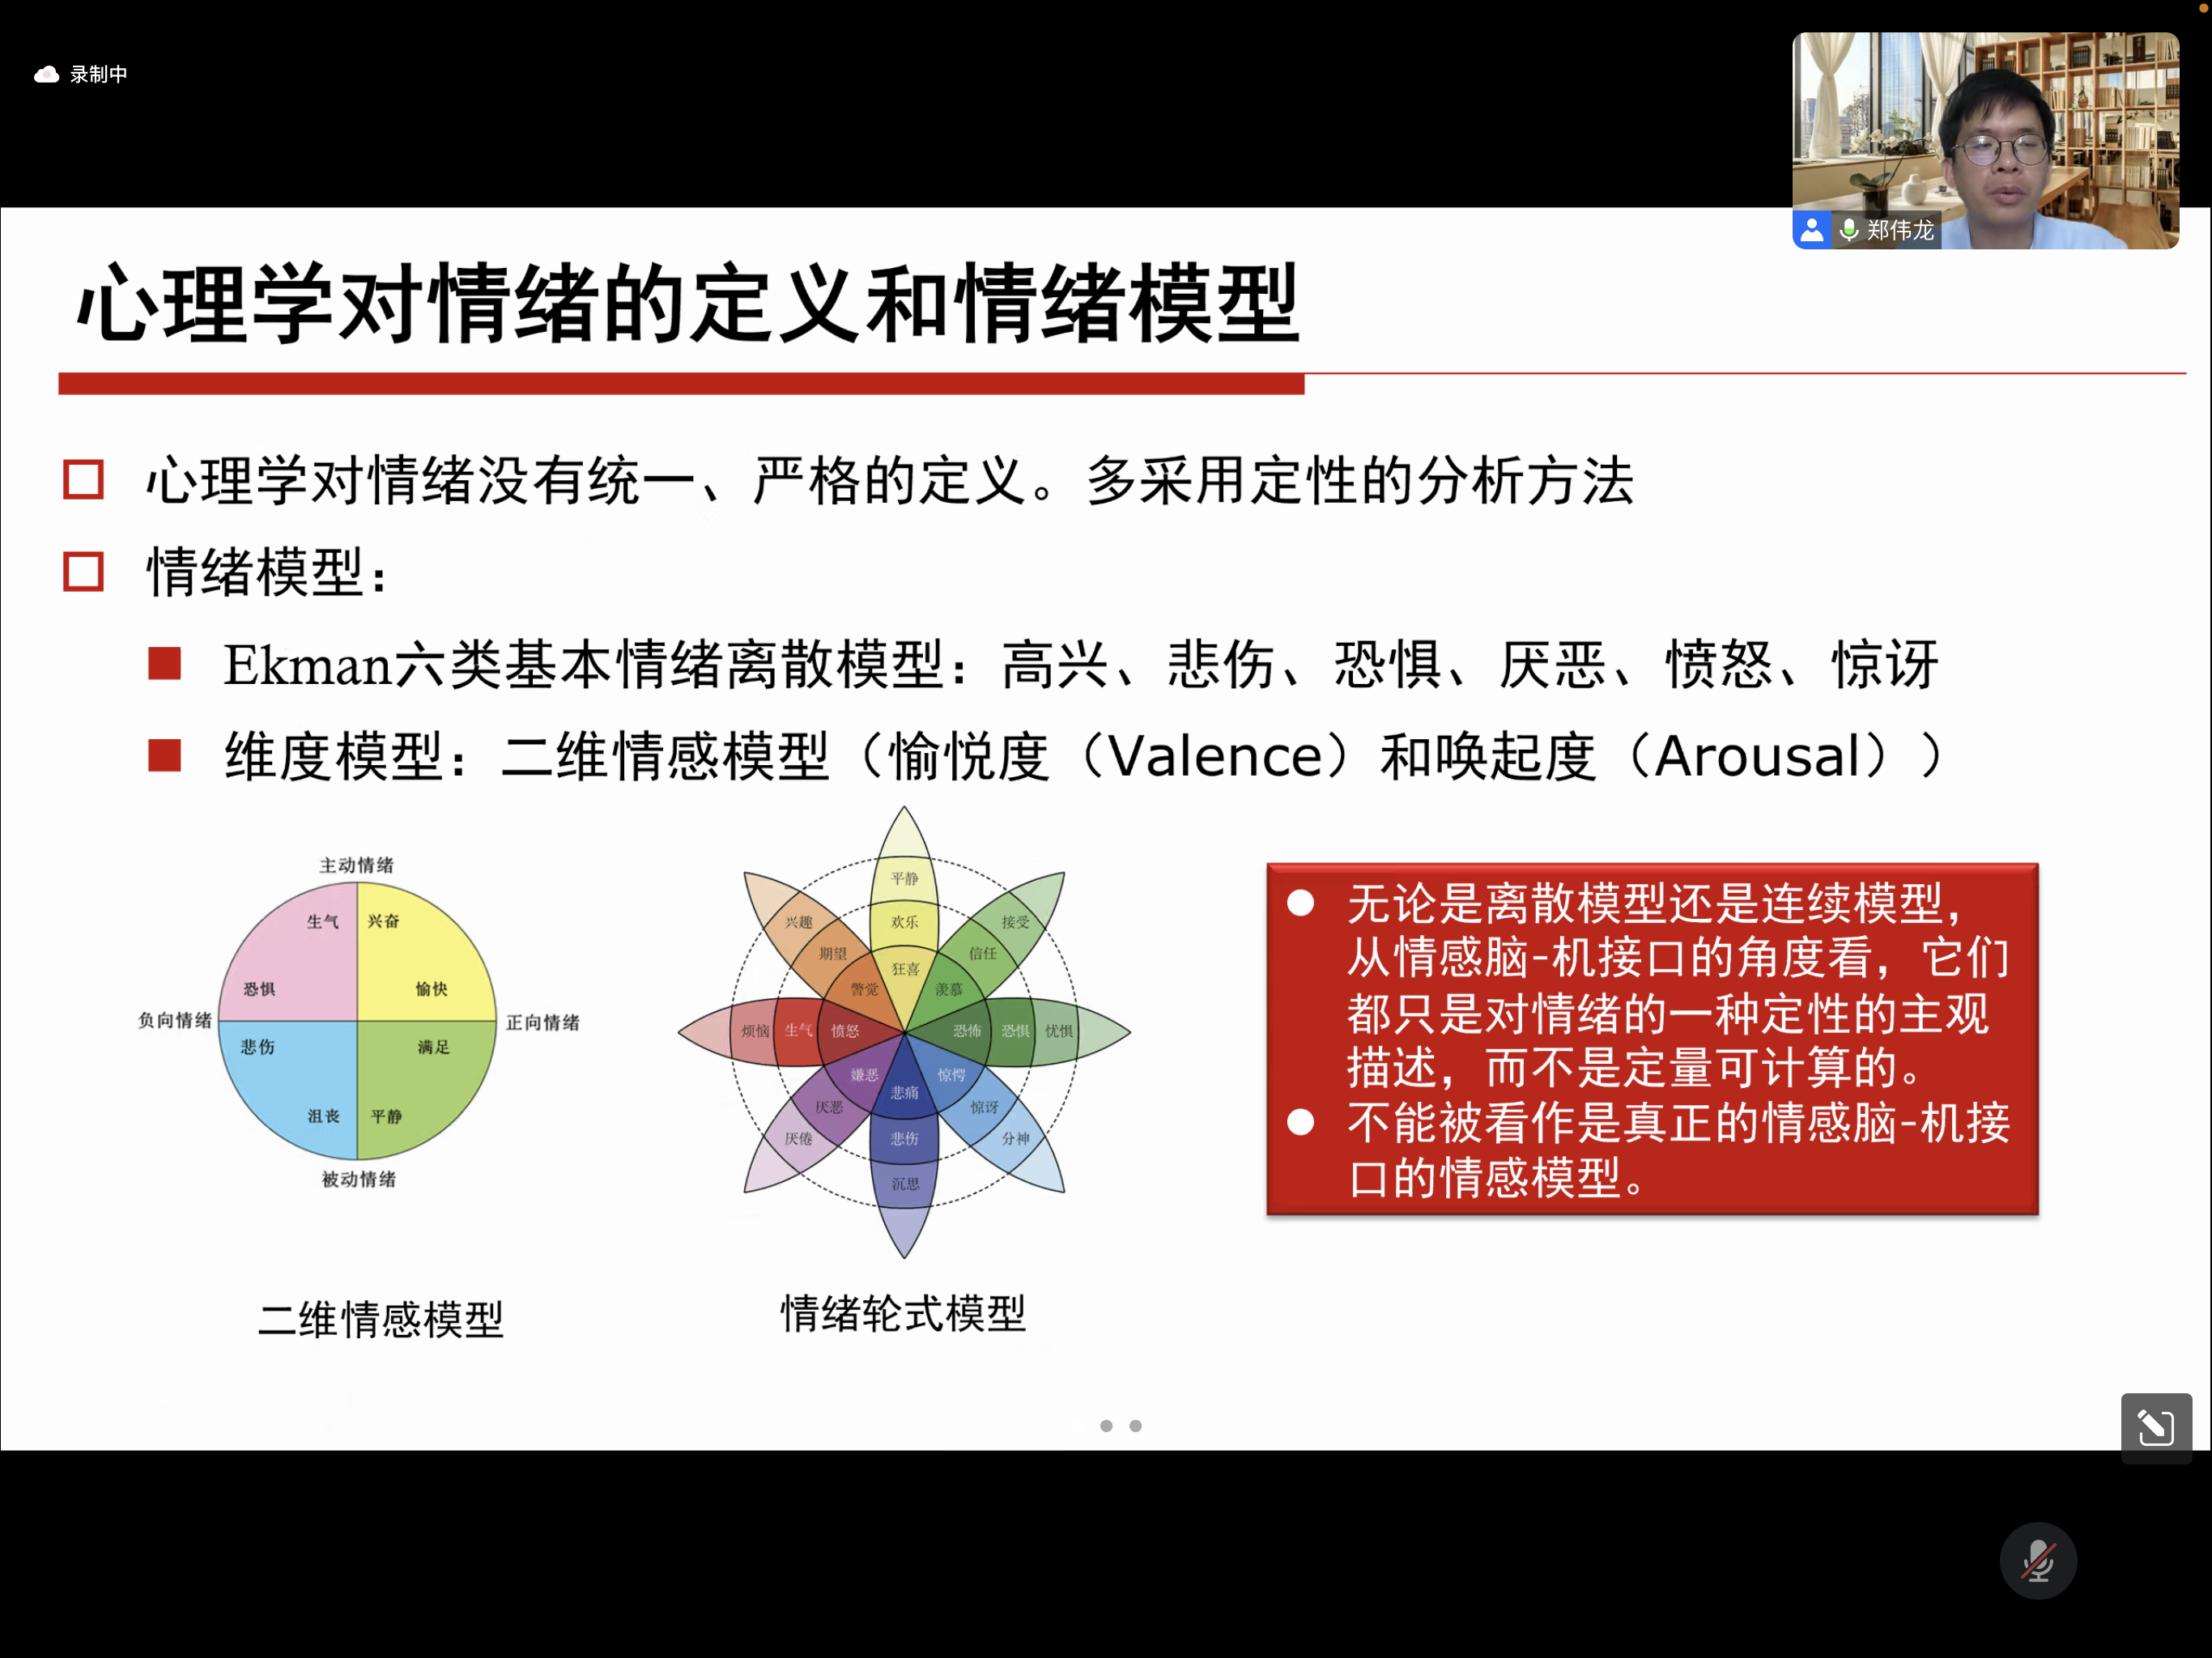 录制中
郑伟龙
心理学对情绪的定义和情绪模型
心理学对情绪没有统一、严格的定义。多采用定性的分析方法
情绪模型：
Ekman六类基本情绪离散模型：高兴、悲伤、恐惧、厌恶、愤怒、惊讶
维度模型：二维情感模型（愉悦度（Valence）和唤起度（Arousal））
主动情绪
生气 兴奋
恐惧 愉快
负向情绪 正向情绪
悲伤 满足
沮丧 平静
被动情绪
二维情感模型
平静
兴趣 欢乐 接受
期望 信任
狂喜
警觉 羡慕
烦恼 生气 愤怒 恐怖 恐惧 忧惧
嫌恶 惊愕
悲痛
厌恶 惊讶
厌倦 悲伤 分神
沉思
情绪轮式模型
无论是离散模型还是连续模型，
从情感脑-机接口的角度看，它们
都只是对情绪的一种定性的主观
描述，而不是定量可计算的。
不能被看作是真正的情感脑-机接
口的情感模型。